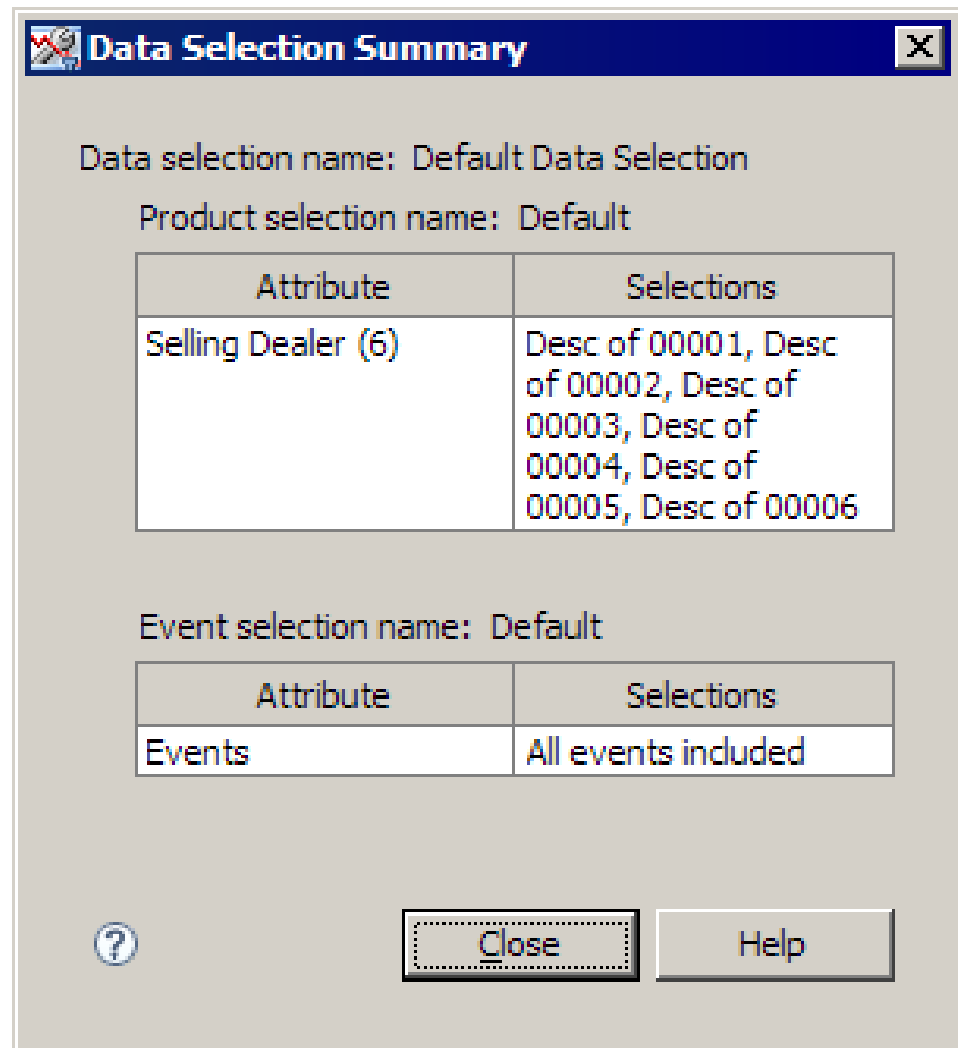 Data Selection Summary
Data selection name: Default Data Selection
Product selection name: Default
Attribute Selections
Selling Dealer (6) Desc of 00001, Desc
of 00002, Desc of
00003, Desc of
00004, Desc of
00005, Desc of 00006
Event selection name: Default
Attribute Selections
Events All events included
? Close Help